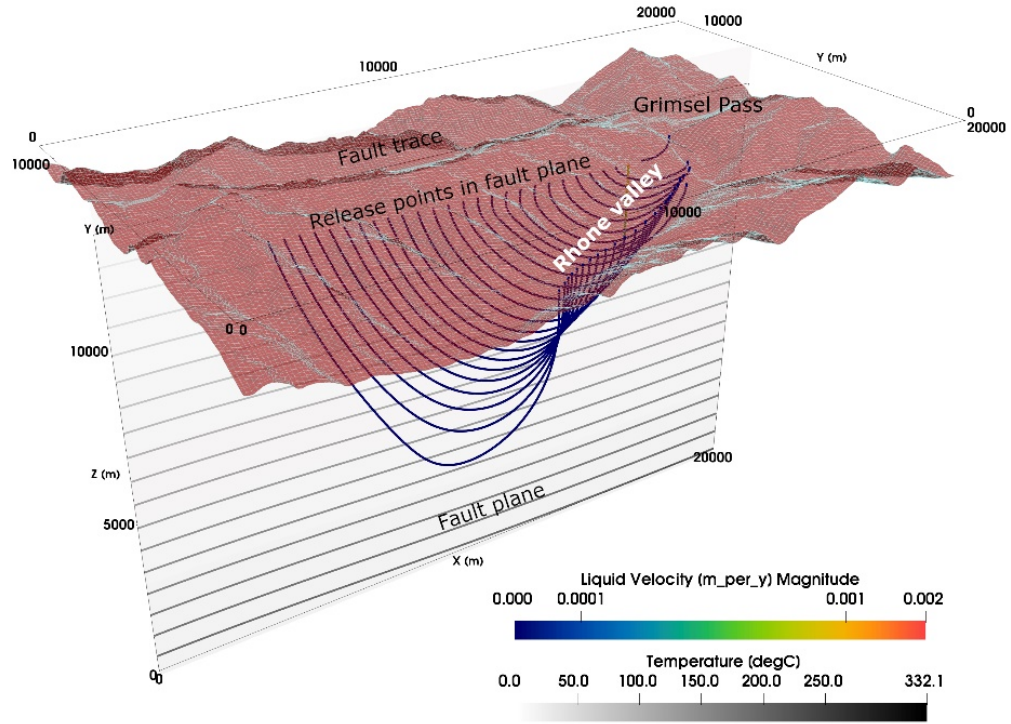 20000
10000
10000
Y (m)
Grimsel Pass
0
20000
0
10000
Fault trace
Release points in fault plane
Rhone valley
10000
Y (m)
0 0
10000
Z (m)
20000
5000
Fault plane
X (m)
0
0
Liquid Velocity (m_per_y) Magnitude
0.000 0.0001 0.001 0.002
Temperature (degC)
0.0 50.0 100.0 150.0 200.0 250.0 332.1